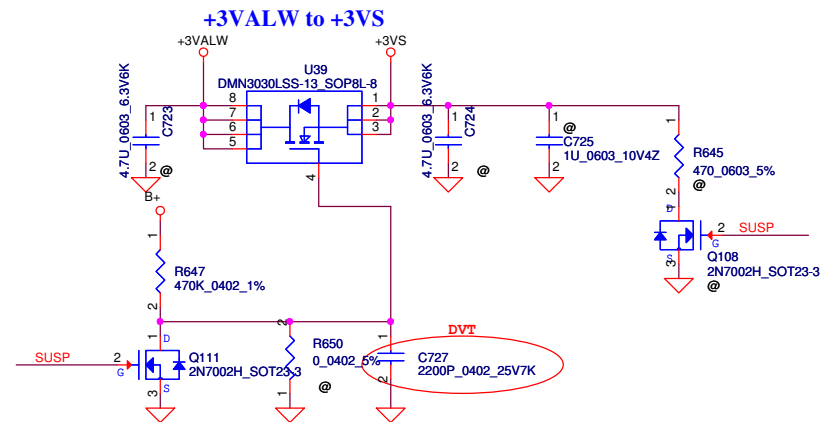 +3VALW to +3VS
+3VALW
+3VS
U39
DMN3030LSS-13_SOP8L-8
8
7
6
5
1
2
3
4
4.7U_0603_6.3V6K
1
C723
2
@
4.7U_0603_6.3V6K
1
C724
2
@
1
@
C725
1U_0603_10V4Z
2
1
R645
470_0603_5%
2
@
1
D
2
SUSP
G
S
3
Q108
2N7002H_SOT23-3
@
B+
1
R647
470K_0402_1%
2
SUSP
2
G
1
D
Q111
2N7002H_SOT23-3
S
3
2
R650
0_0402_5%
@
1
DVT
1
C727
2200P_0402_25V7K
2